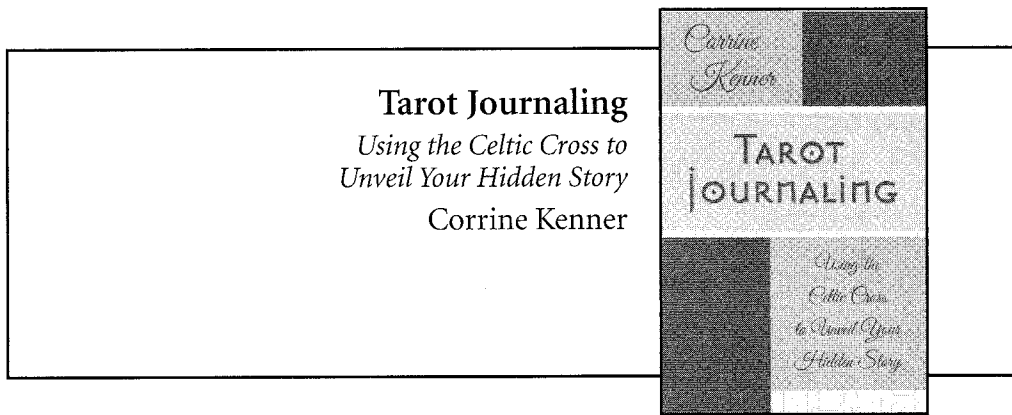 Tarot Journaling
Using the Celtic Cross to
Unveil Your Hidden Story
Corrine Kenner
Corrine
Kenner
TAROT
JOURNALING
Using the
Celtic Cross
to Unveil Your
Hidden Story